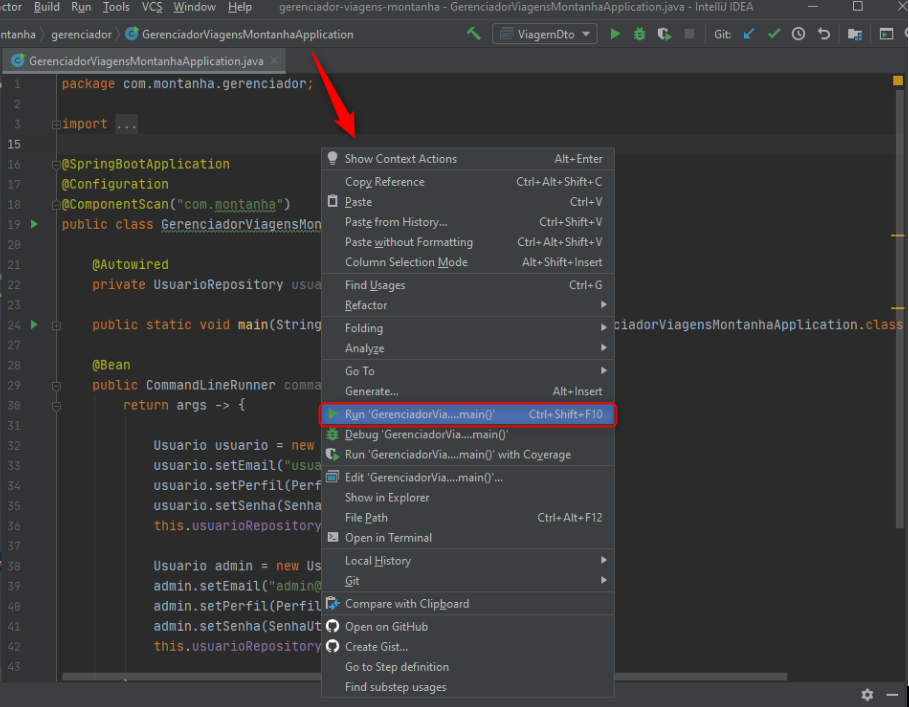 ctor Build Run Tools VCS Window Help gerenciador-viagens-montanha - GerenciadorViagensMontanhaApplication.java - IntelliJ IDEA
ntanha gerenciador GerenciadorViagensMontanhaApplication ViagemDto Git:
GerenciadorViagensMontanhaApplication.java
1 package com.montanha.gerenciador;
2
3 import ...
15
16 @SpringBootApplication
17 @Configuration
18 @ComponentScan("com.montanha")
19 public class GerenciadorViagensMon
20
21 @Autowired
22 private UsuarioRepository usua
23
24 public static void main(String ciadorViagensMontanhaApplication.class
27
28 @Bean
29 public CommandLineRunner comma
30 return args -> {
31
32 Usuario usuario = new
33 usuario.setEmail("usua
34 usuario.setPerfil(Perf
35 usuario.setSenha(Senha
36 this.usuarioRepository
37
38 Usuario admin = new Us
39 admin.setEmail("admin@
40 admin.setPerfil(Perfil
41 admin.setSenha(SenhaUt
42 this.usuarioRepository
43
Show Context Actions Alt+Enter
Copy Reference Ctrl+Alt+Shift+C
Paste Ctrl+V
Paste from History... Ctrl+Shift+V
Paste without Formatting Ctrl+Alt+Shift+V
Column Selection Mode Alt+Shift+Insert
Find Usages Ctrl+G
Refactor
Folding
Analyze
Go To
Generate... Alt+Insert
Run 'GerenciadorVia....main()' Ctrl+Shift+F10
Debug 'GerenciadorVia....main()'
Run 'GerenciadorVia....main()' with Coverage
Edit 'GerenciadorVia....main()'...
Show in Explorer
File Path Ctrl+Alt+F12
Open in Terminal
Local History
Git
Compare with Clipboard
Open on GitHub
Create Gist...
Go to Step definition
Find substep usages